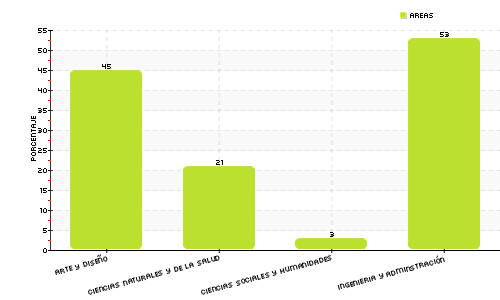 AREAS
55
50
45
40
35
30
25
20
15
10
5
0
PORCENTAJE
45
21
3
53
ARTE Y DISEÑO
CIENCIAS NATURALES Y DE LA SALUD
CIENCIAS SOCIALES Y HUMANIDADES
INGENIERIA Y ADMINSTRACIÓN